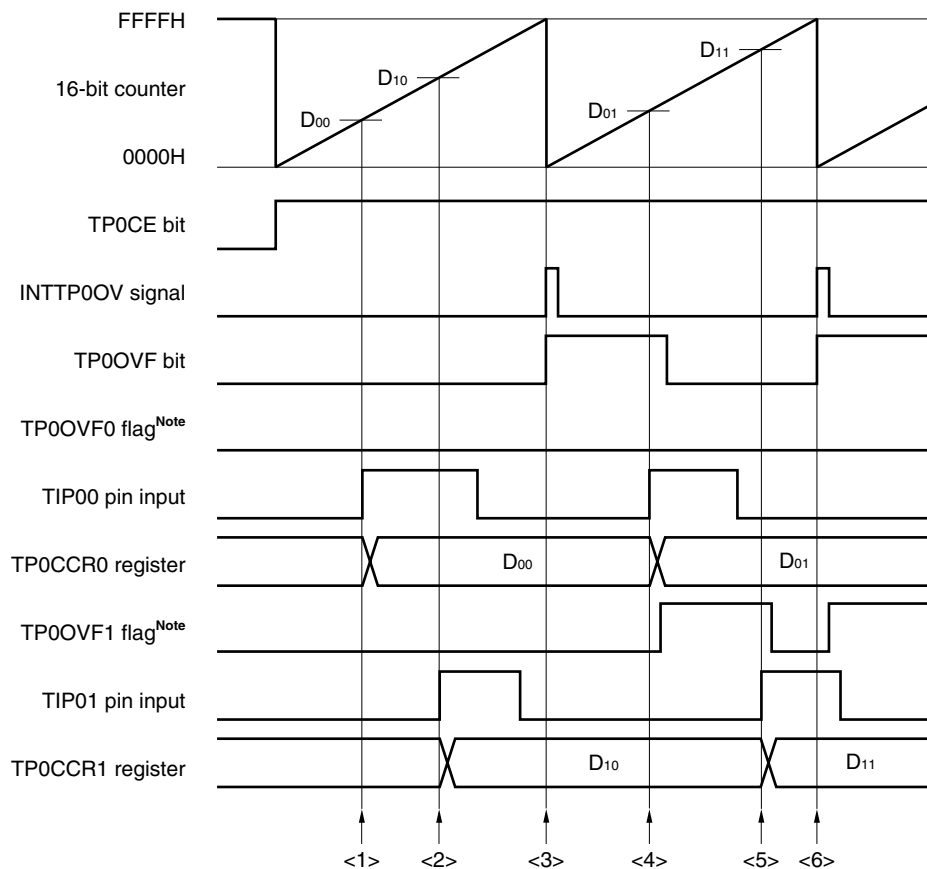 FFFFH
D11
D10
16-bit counter
D01
D00
0000H
TP0CE bit
INTTP0OV signal
TP0OVF bit
TP0OVF0 flagNote
TIP00 pin input
TP0CCR0 register D00 D01
TP0OVF1 flagNote
TIP01 pin input
TP0CCR1 register D10 D11
<1> <2> <3> <4> <5> <6>